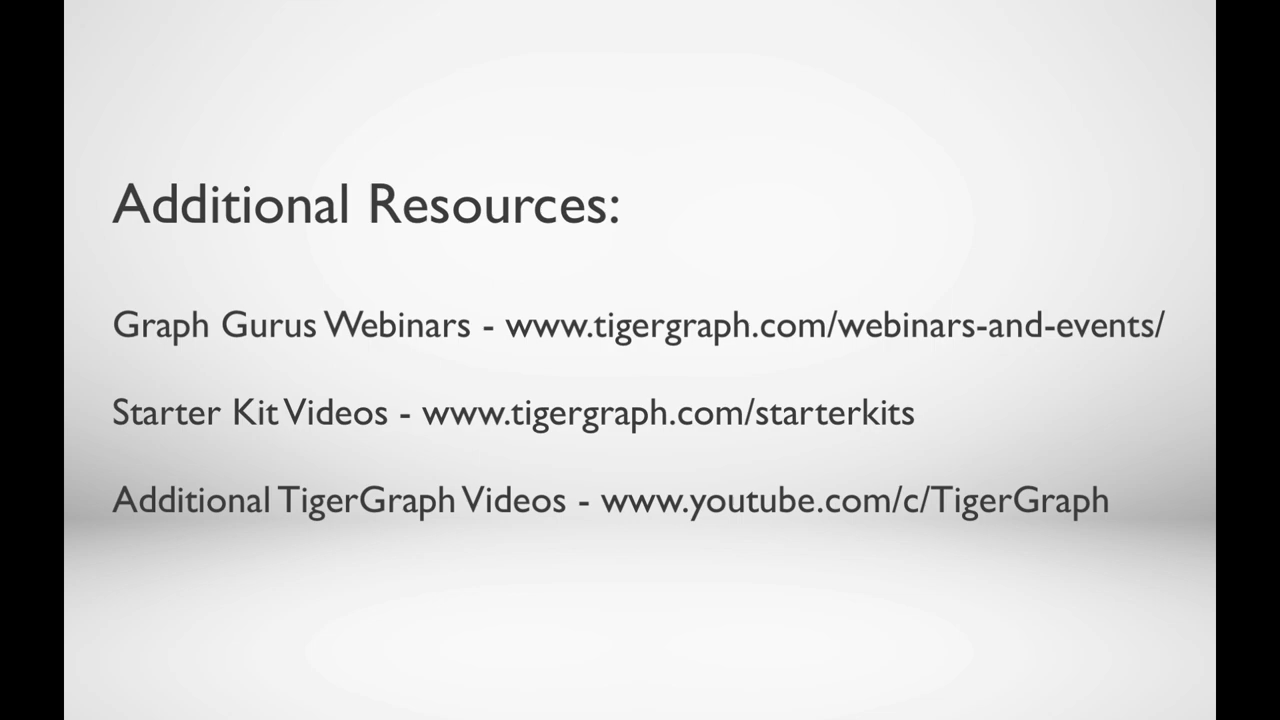 Additional Resources:
Graph Gurus Webinars - www.tigergraph.com/webinars-and-events/
Starter Kit Videos - www.tigergraph.com/starterkits
Additional TigerGraph Videos - www.youtube.com/c/TigerGraph